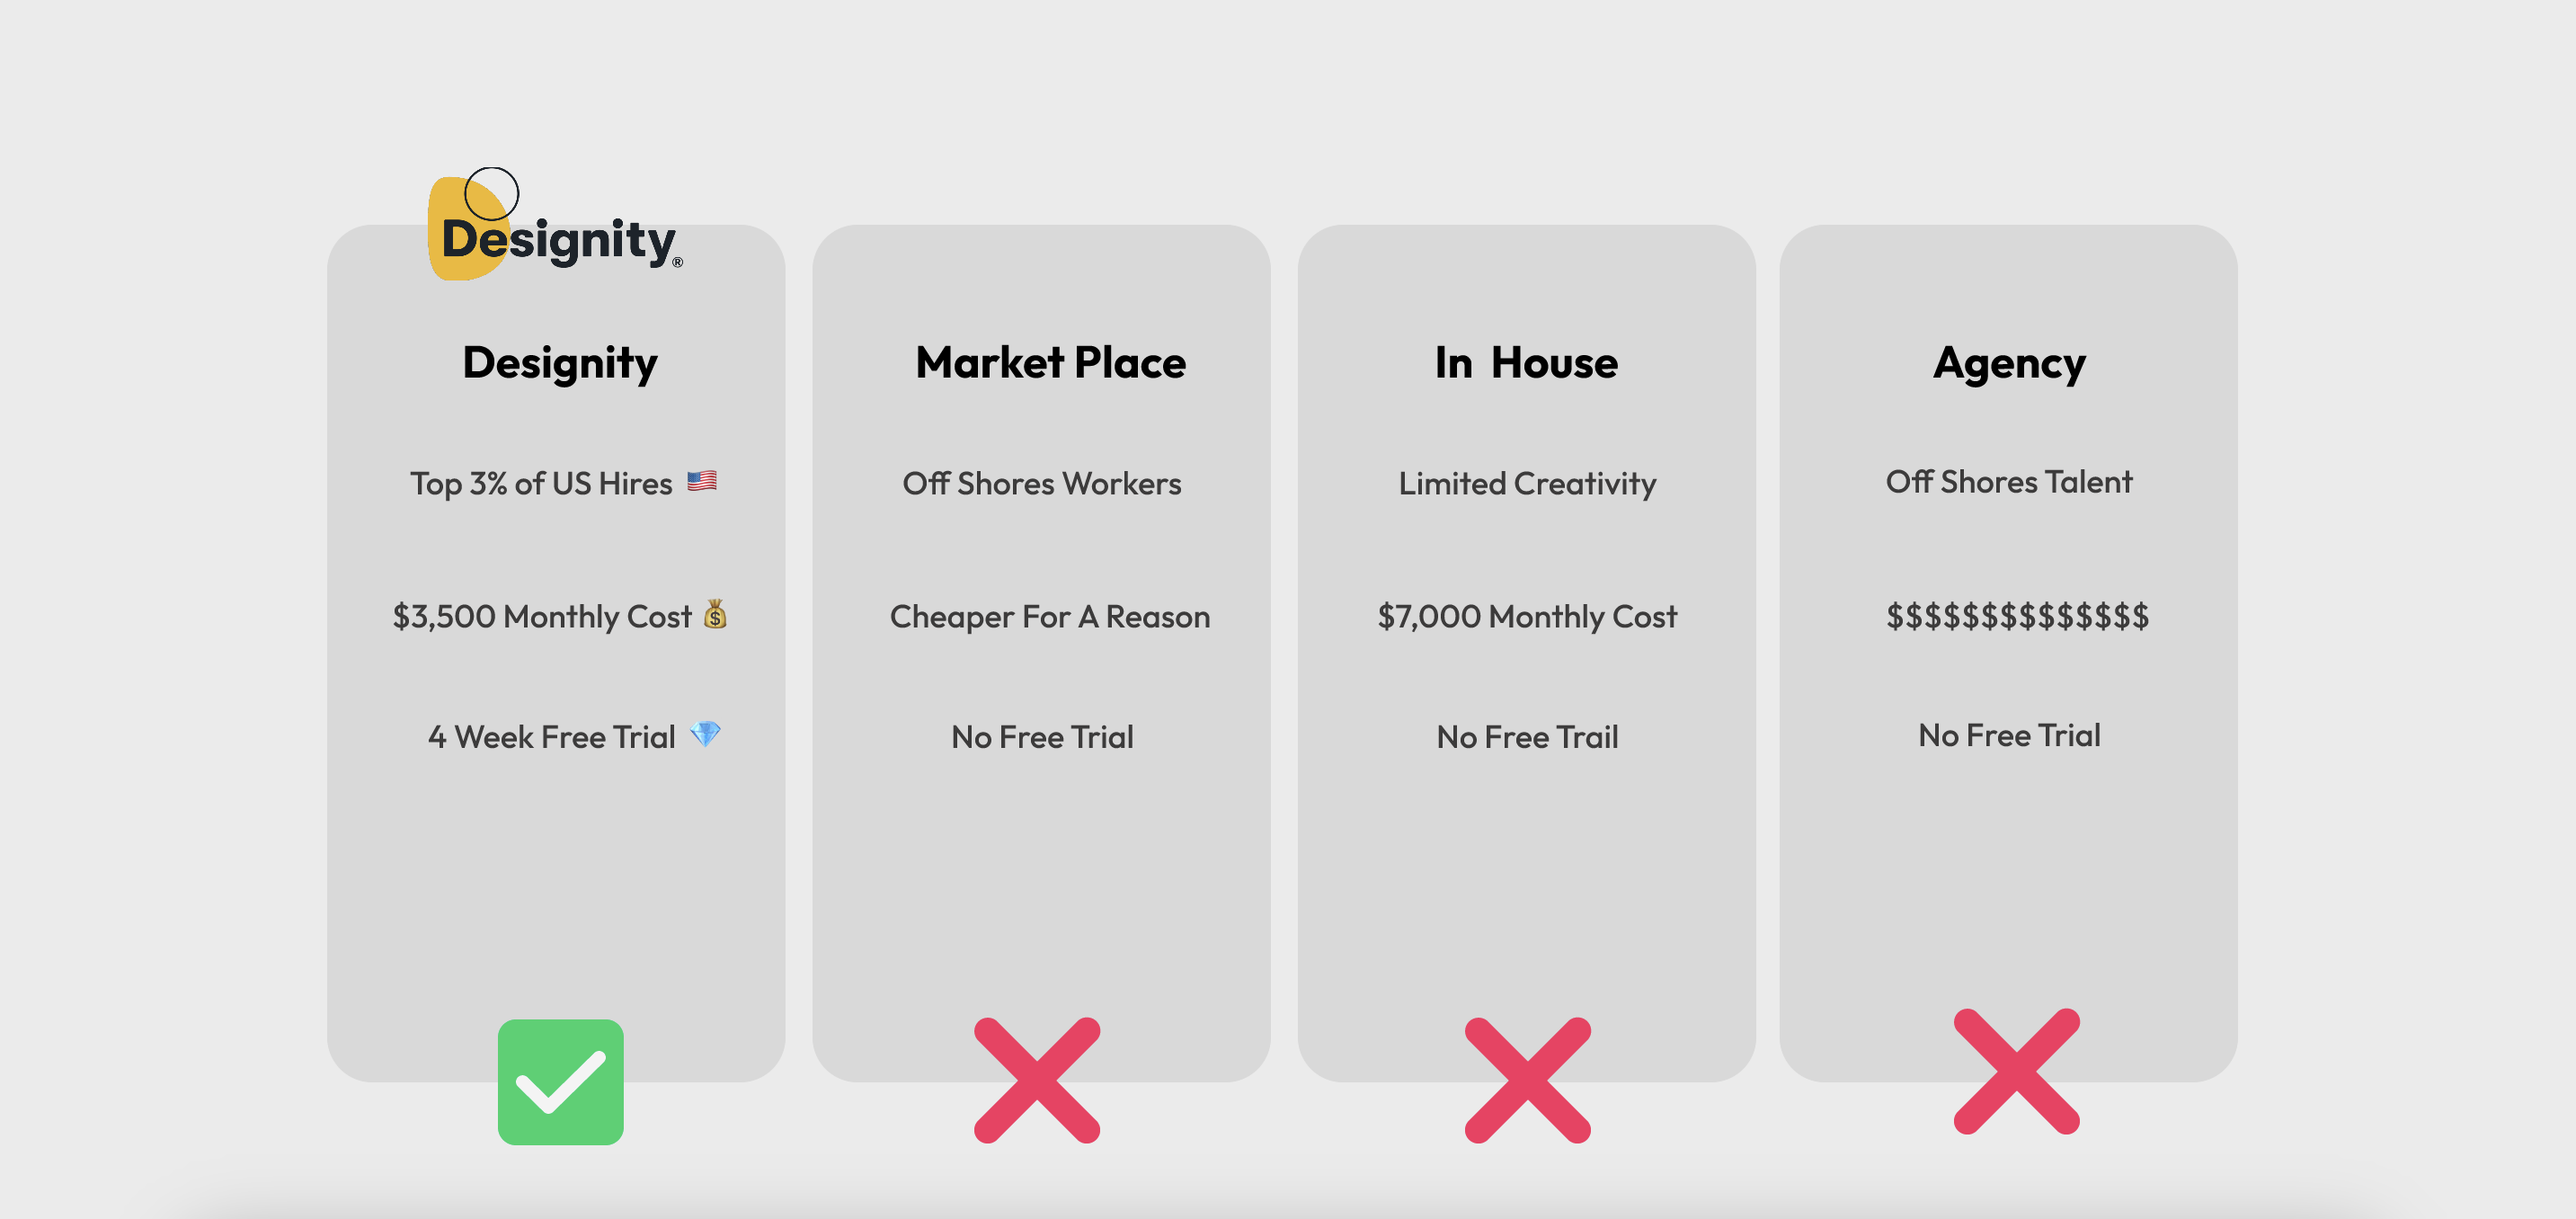 Designity®
Designity
Top 3% of US Hires 🇺🇸
$3,500 Monthly Cost 💰
4 Week Free Trial 💎
Market Place
Off Shores Workers
Cheaper For A Reason
No Free Trial
In  House
Limited Creativity
$7,000 Monthly Cost
No Free Trail
Agency
Off Shores Talent
$$$$$$$$$$$$$$
No Free Trial